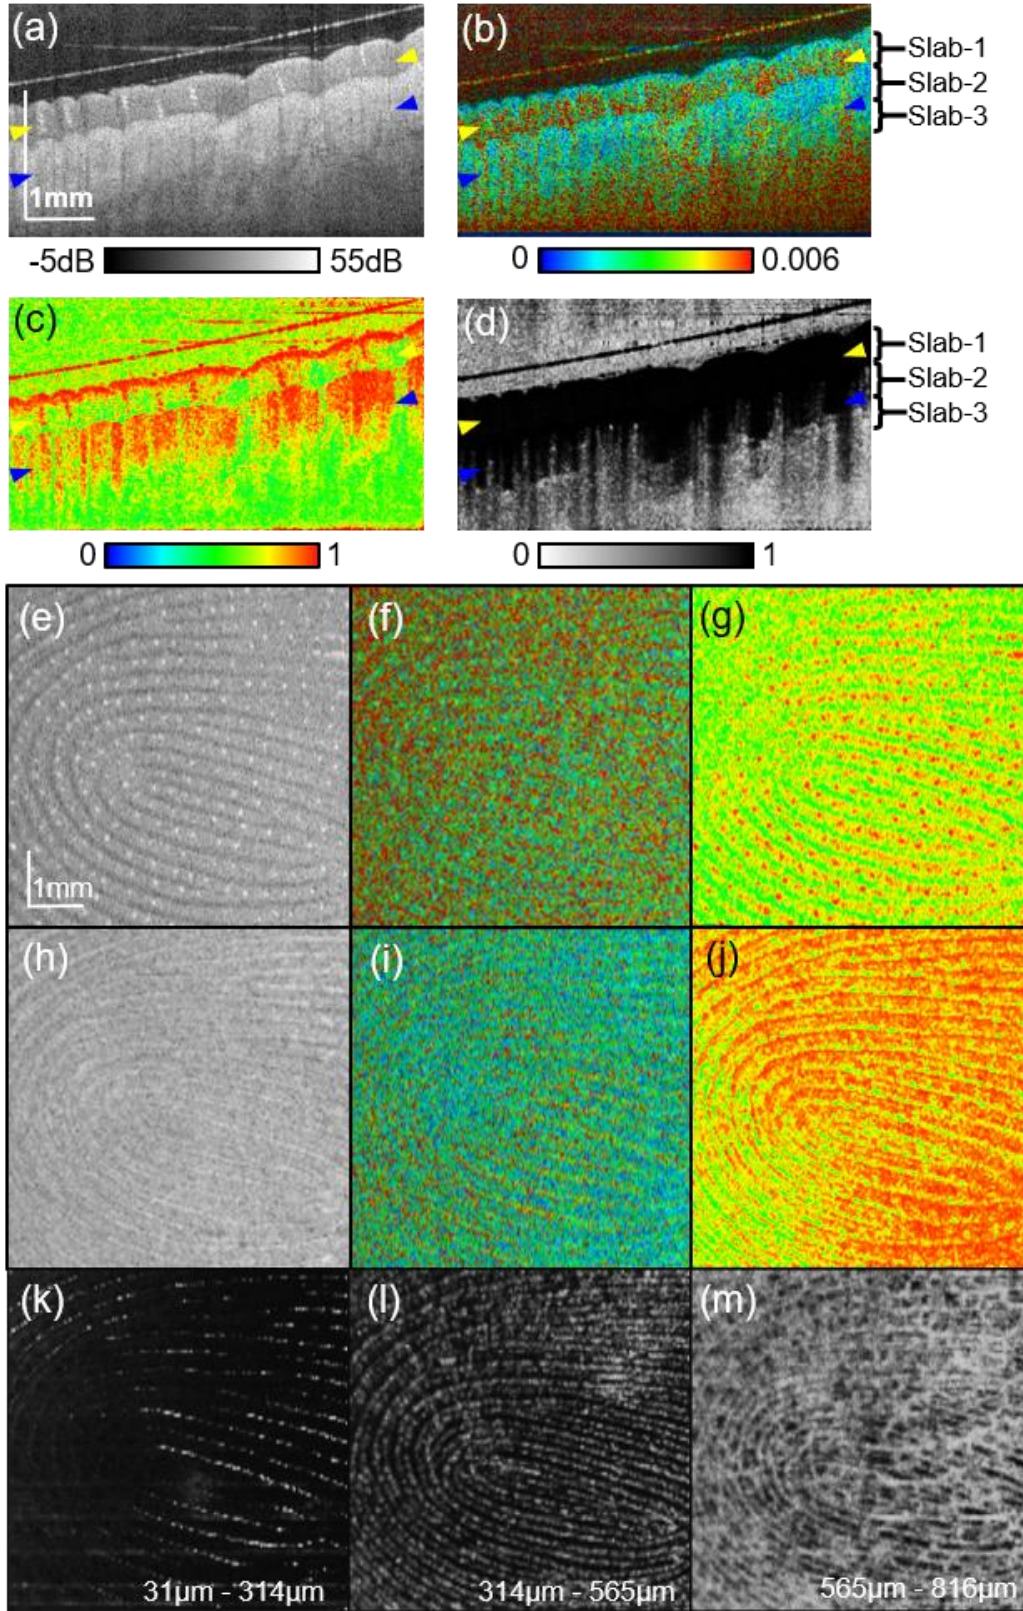 (a)
(b)
Slab-1
Slab-2
Slab-3
1mm
-5dB
55dB
0
0.006
(c)
(d)
Slab-1
Slab-2
Slab-3
0
1
0
1
(e)
(f)
(g)
1mm
(h)
(i)
(j)
(k)
(l)
(m)
31μm - 314μm
314μm - 565μm
565μm - 816μm